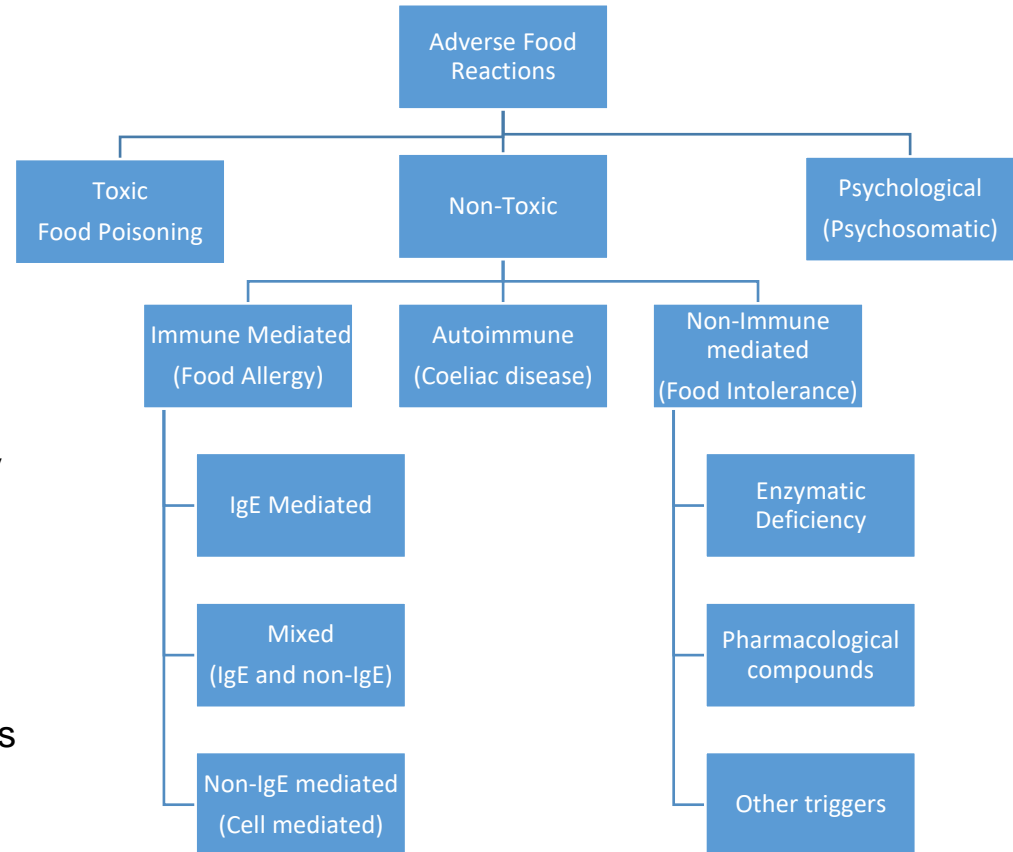 Adverse Food
Reactions
Toxic
Food Poisoning
Non-Toxic
Psychological
(Psychosomatic)
Immune Mediated
(Food Allergy)
Autoimmune
(Coeliac disease)
Non-Immune
mediated
(Food Intolerance)
IgE Mediated
Mixed
(IgE and non-IgE)
Non-IgE mediated
(Cell mediated)
Enzymatic
Deficiency
Pharmacological
compounds
Other triggers
s